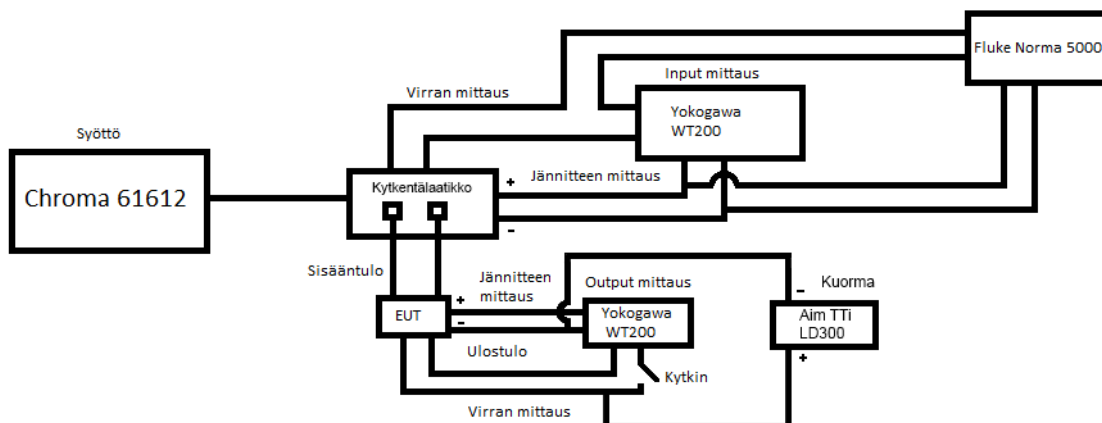 Fluke Norma 5000
Input mittaus
Virran mittaus
Yokogawa
WT200
Syöttö
Chroma 61612
Kytkentälaatikko
+
Jännitteen mittaus
-
Sisääntulo
Jännitteen
mittaus
Output mittaus
-
Kuorma
EUT
+
-
Yokogawa
WT200
Aim TTi
LD300
+
Ulostulo
Kytkin
Virran mittaus